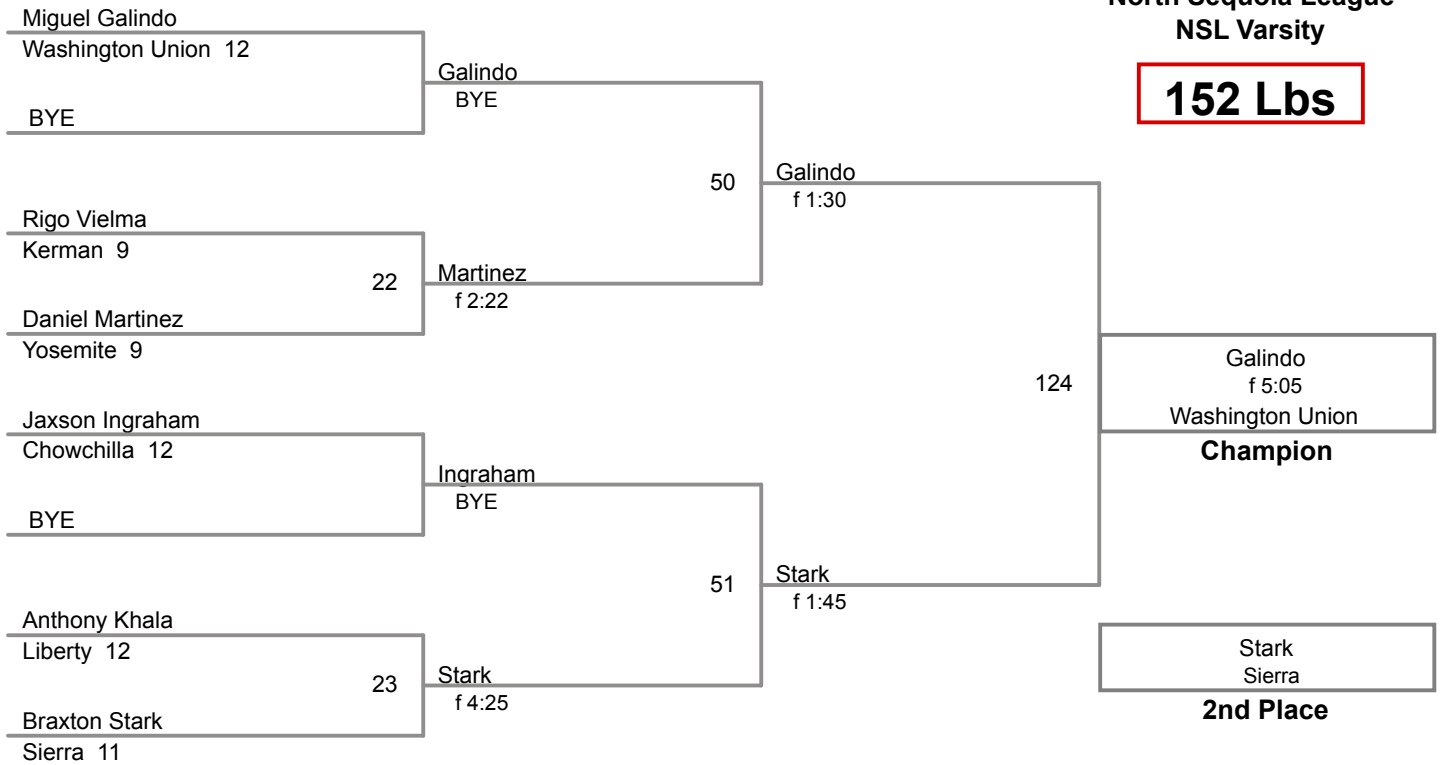 North Sequoia League
NSL Varsity
152 Lbs
Miguel Galindo
Washington Union 12
BYE
Rigo Vielma
Kerman 9
22
Daniel Martinez
Yosemite 9
Jaxson Ingraham
Chowchilla 12
BYE
Anthony Khala
Liberty 12
23
Braxton Stark
Sierra 11
Galindo
BYE
50
Martinez
f 2:22
Ingraham
BYE
51
Stark
f 4:25
Galindo
f 1:30
124
Stark
f 1:45
Galindo
f 5:05
Washington Union
Champion
Stark
Sierra
2nd Place